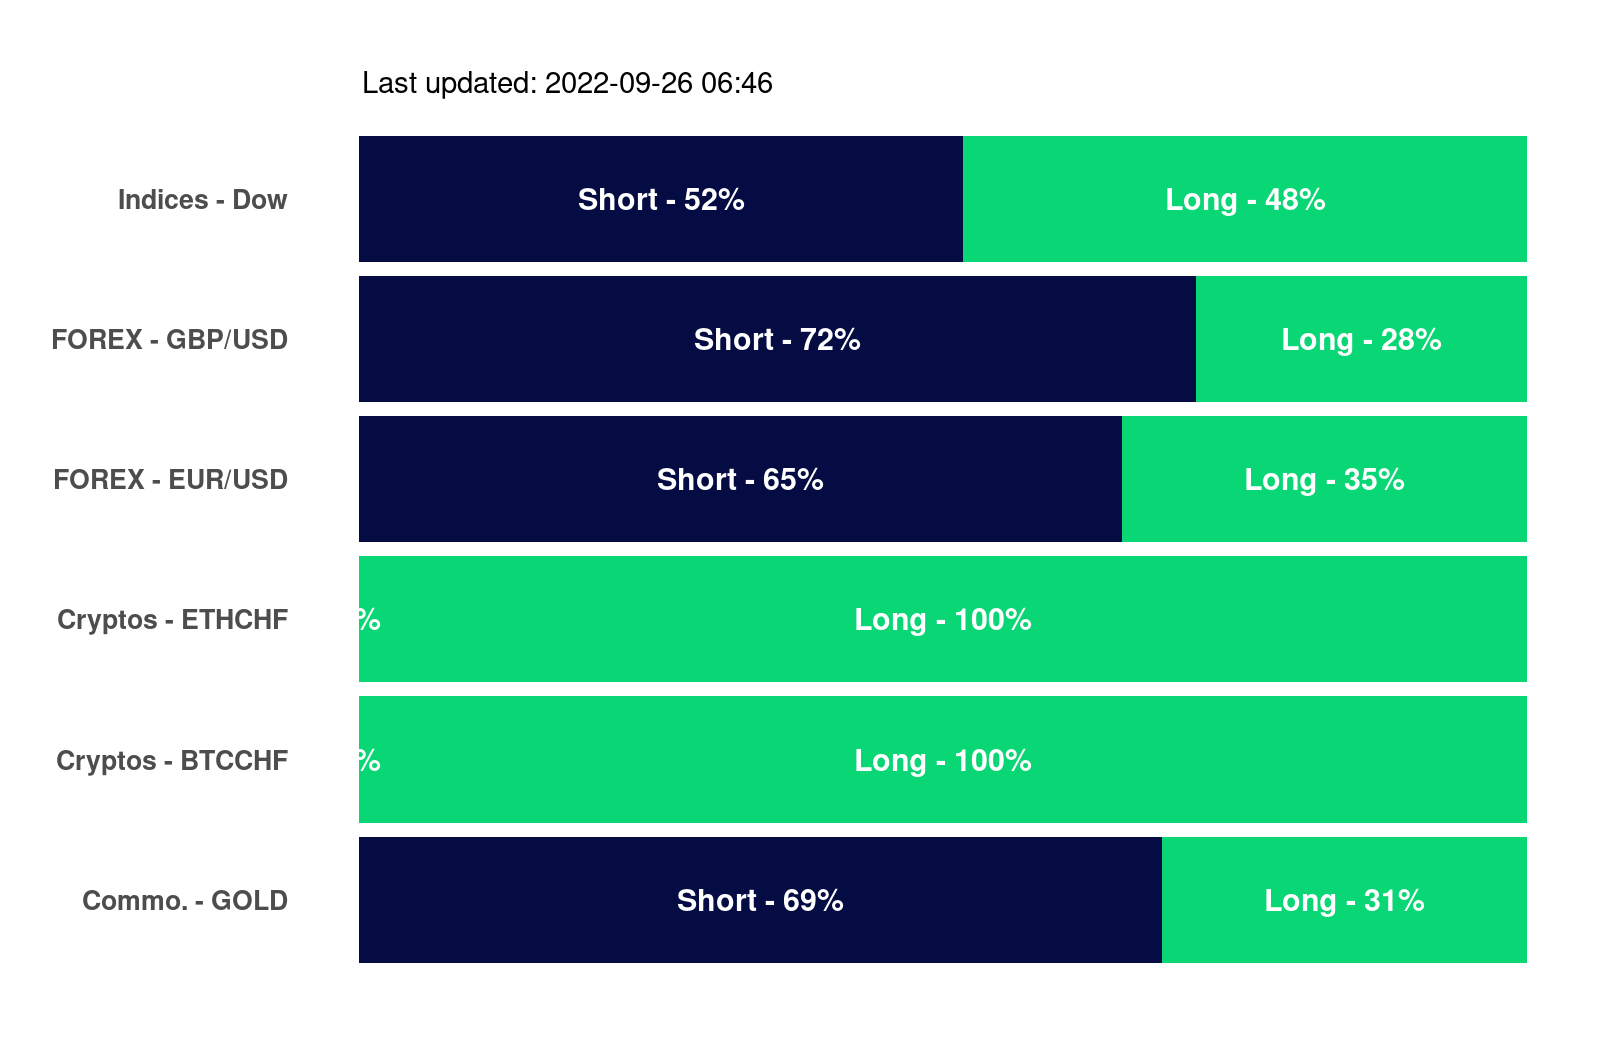 Last updated: 2022-09-26 06:46
Indices - Dow Short - 52% Long - 48%
FOREX - GBP/USD Short - 72% Long - 28%
FOREX - EUR/USD Short - 65% Long - 35%
Cryptos - ETHCHF % Long - 100%
Cryptos - BTCCHF % Long - 100%
Commo. - GOLD Short - 69% Long - 31%